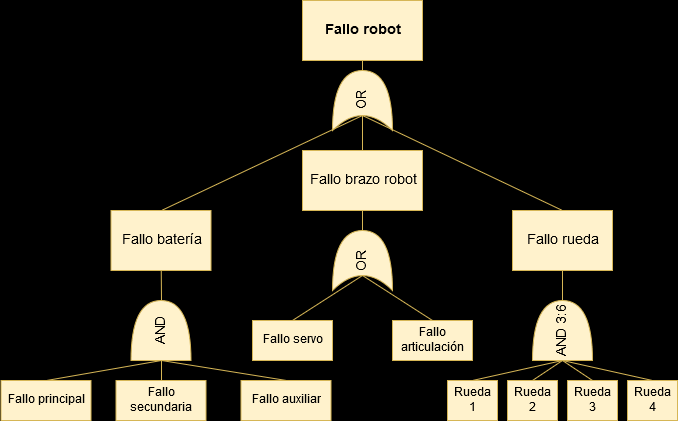 Fallo robot
OR
Fallo brazo robot
Fallo batería
Fallo rueda
OR
AND
AND 3:6
Fallo servo
Fallo
articulación
Fallo principal
Fallo
secundaria
Fallo auxiliar
Rueda
1
Rueda
2
Rueda
3
Rueda
4